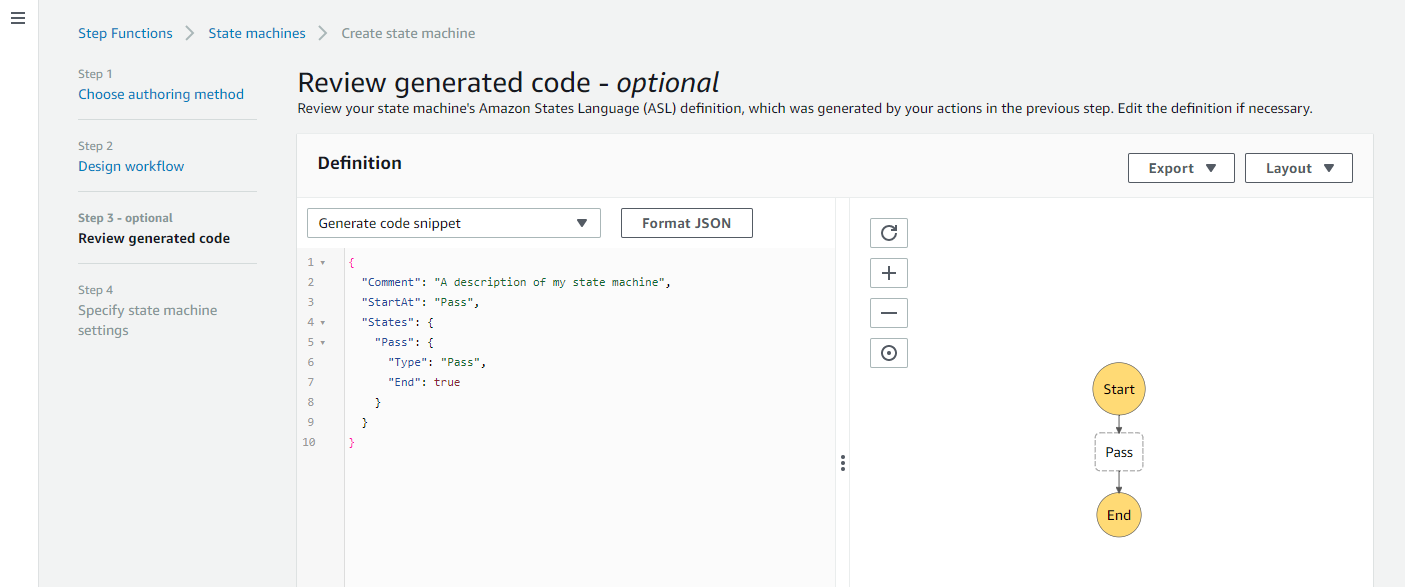 Step Functions > State machines > Create state machine
Step 1
Choose authoring method
Step 2
Design workflow
Step 3 - optional
Review generated code
Step 4
Specify state machine
settings
Review generated code - optional
Review your state machine's Amazon States Language (ASL) definition, which was generated by your actions in the previous step. Edit the definition if necessary.
Definition
Export
Layout
Generate code snippet
Format JSON
1 {
2 "Comment": "A description of my state machine",
3 "StartAt": "Pass",
4 "States": {
5 "Pass": {
6 "Type": "Pass",
7 "End": true
8 }
9 }
10 }
Start
Pass
End